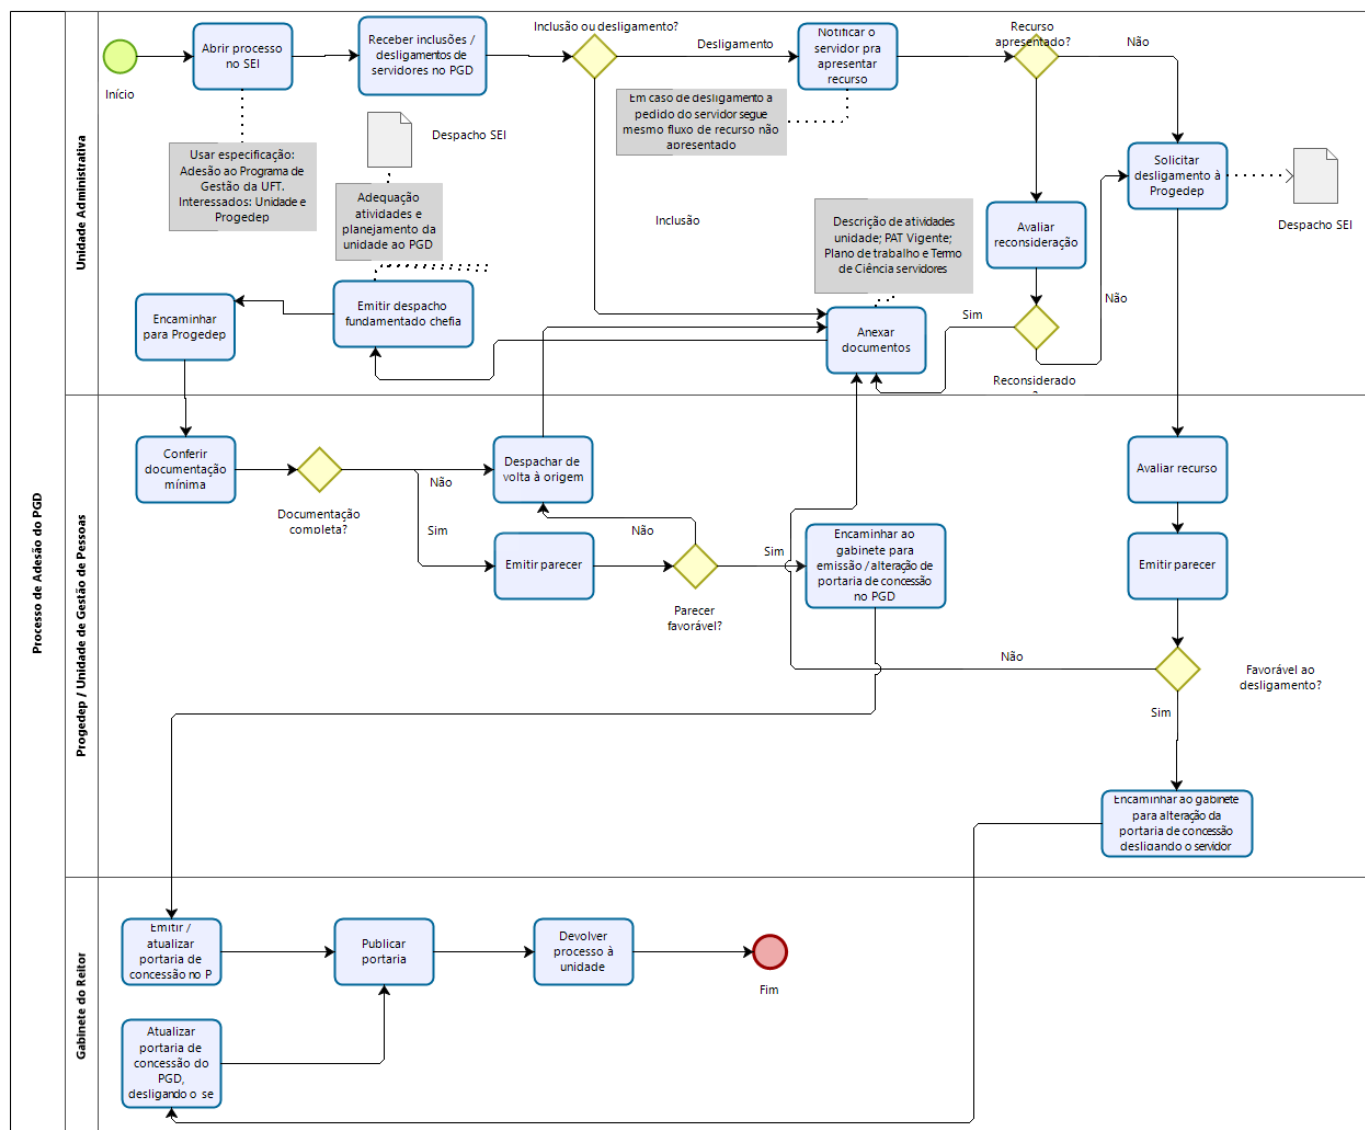 Processo de Adesão do PGD
Unidade Administrativa
Início
Abrir processo
no SEI
Receber inclusões /
desligamentos de
servidores no PGD
Inclusão ou desligamento?
Desligamento
Notificar o
servidor pra
apresentar
recurso
Recurso
apresentado?
Não
Usar especificação:
Adesão ao Programa de
Gestão da UFT.
Interessados: Unidade e
Progedep
Despacho SEI
Adequação
atividades e
planejamento da
unidade ao PGD
Em caso de desligamento a
pedido do servidor segue
mesmo fluxo de recurso não
apresentado
Inclusão
Descrição de atividades
unidade; PAT Vigente;
Plano de trabalho e Termo
de Ciência servidores
Avaliar
reconsideração
Solicitar
desligamento à
Progedep
Despacho SEI
Encaminhar
para Progedep
Emitir despacho
fundamentado chefia
Anexar
documentos
Sim
Não
Reconsiderado
?
Progedep / Unidade de Gestão de Pessoas
Conferir
documentação
mínima
Documentação
completa?
Não
Sim
Despachar de
volta à origem
Emitir parecer
Não
Parecer
favorável?
Sim
Encaminhar ao
gabinete para
emissão / alteração de
portaria de concessão
no PGD
Avaliar recurso
Emitir parecer
Não
Favorável ao
desligamento?
Sim
Encaminhar ao gabinete
para alteração da
portaria de concessão
desligando o servidor
Gabinete do Reitor
Emitir /
atualizar
portaria de
concessão no P
Publicar
portaria
Devolver
processo à
unidade
Fim
Atualizar
portaria de
concessão do
PGD,
desligando o se